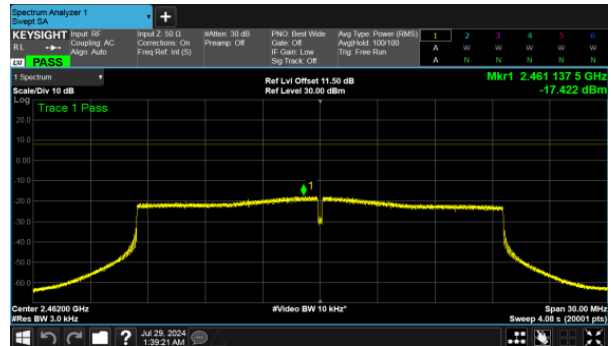 Spectrum Analyzer 1
Swept SA
+
KEYSIGHT Input: RF Input Z: 50 Ω #Atten: 30 dB PNO: Best Wide Avg Type: Power (RMS) 1 2 3 4 5 6
RL Coupling: AC Corrections: On Preamp: Off Gate: Off Avg|Hold: 100/100 A W W W W W
Align: Auto Freq Ref: Int (S) IF Gain: Low Trig: Free Run
Sig Track: Off
LXI PASS A N N N N N
1 Spectrum Ref Lvl Offset 11.50 dB Mkr1 2.461 137 5 GHz
Scale/Div 10 dB Ref Level 30.00 dBm -17.422 dBm
Log Trace 1 Pass
20.0
10.0
0.00
-10.0
1
-20.0
-30.0
-40.0
-50.0
-60.0
Center 2.46200 GHz #Video BW 10 kHz* Span 30.00 MHz
#Res BW 3.0 kHz Sweep 4.08 s (20001 pts)
? Jul 29, 2024
1:39:21 AM